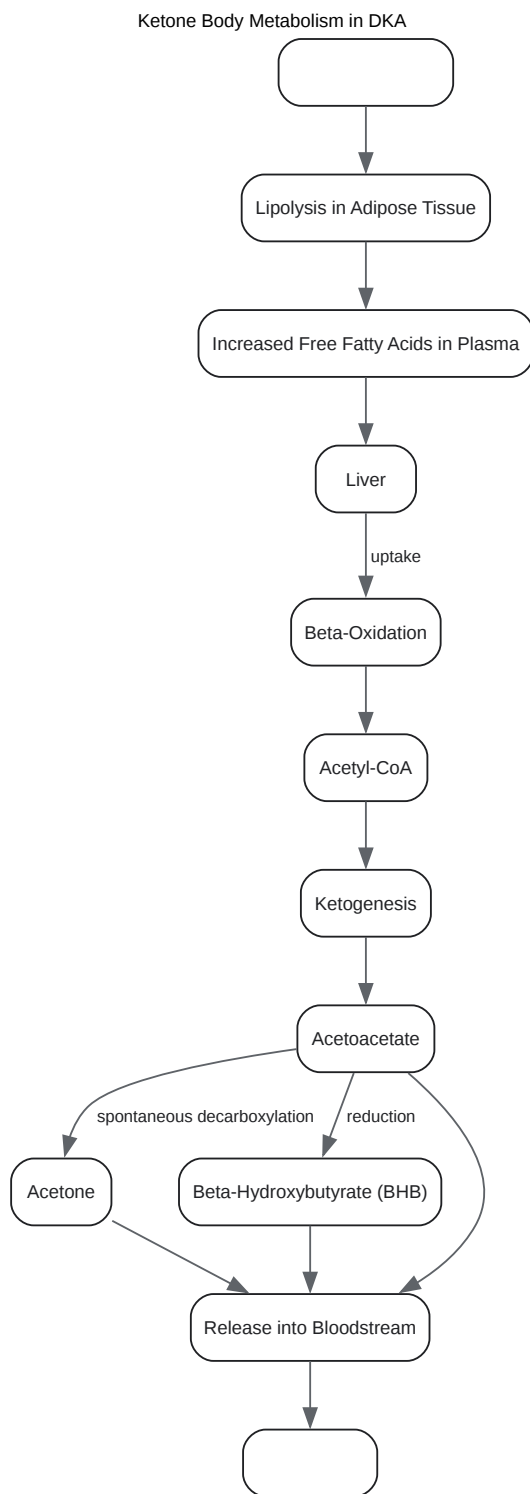 Ketone Body Metabolism in DKA
Lipolysis in Adipose Tissue
Increased Free Fatty Acids in Plasma
Liver
uptake
Beta-Oxidation
Acetyl-CoA
Ketogenesis
Acetoacetate
spontaneous decarboxylation
reduction
Acetone
Beta-Hydroxybutyrate (BHB)
Release into Bloodstream